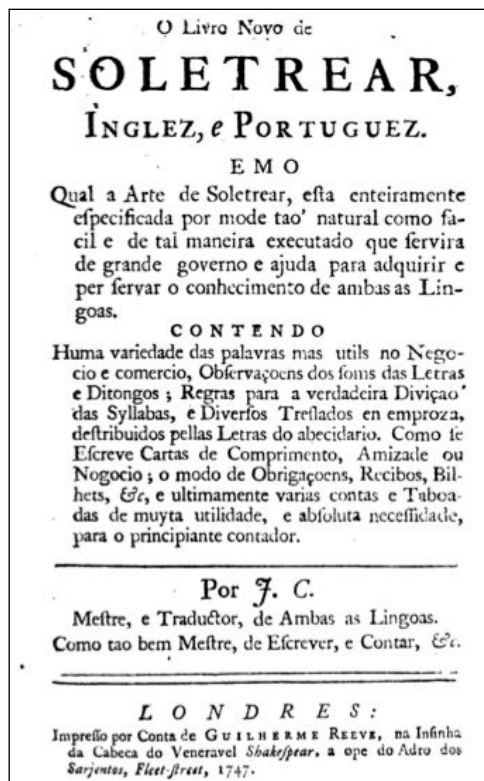 O Livro Novo de
SOLETREAR,
INGLEZ, e PORTUGUEZ.
EMO
Qual a Arte de Soletrear, eſta enteiramente
eſpecificada por mode tao' natural como fa-
cil e de tal maneira executado que ſervira
de grande governo e ajuda para adquirir e
per ſervar o conhecimento de ambas as Lin-
goas.
CONTENDO
Huma variedade das palavras mas utils no Nego-
cio e comercio, Obſervaçoens dos ſoms das Letras
e Ditongos ; Regras para a verdadeira Diviçao'
das Syllabas, e Diverſos Treſlados en emproza,
deſtribuidos pellas Letras do abecidario. Como ſe
Eſcreve Cartas de Comprimento, Amizade ou
Nogocio ; o modo de Obrigaçoens, Recibos, Bil-
hets, &c, e ultimamente varias contas e Taboa-
das de muyta utilidade, e abſoluta neceſſidade,
para o principiante contador.
Por J. C.
Meſtre, e Traductor, de Ambas as Lingoas.
Como tao bem Meſtre, de Eſcrever, e Contar, &c.
LONDRES:
Impreſſo por Conta de GUILHERME REEVE, na Inſinha
da Cabeca do Veneravel Shakeſpear, a ope do Adro dos
Sarjentos, Fleet-ſtreet, 1747.